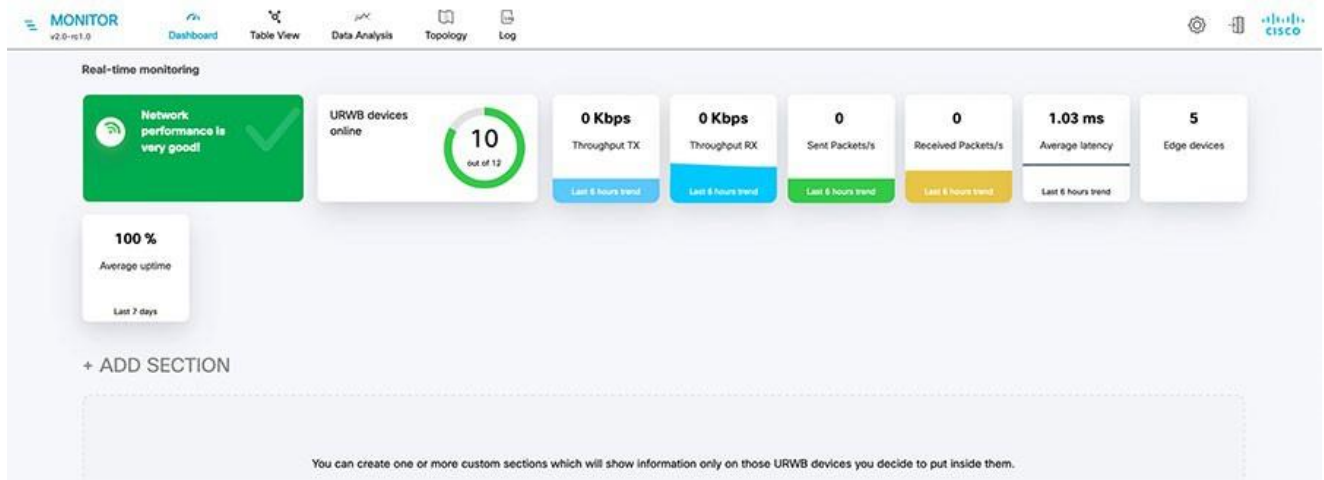 MONITOR
v2.0-rc1.0
Dashboard
Table View
Data Analysis
Topology
Log
CISCO
Real-time monitoring
Network
performance is
very good!
URWB devices
online
10
out of 12
0 Kbps
Throughput TX
Last 6 hours trend
0 Kbps
Throughput RX
Last 6 hours trend
0
Sent Packets/s
Last 6 hours trend
0
Received Packets/s
Last 6 hours trend
1.03 ms
Average latency
Last 6 hours trend
5
Edge devices
100 %
Average uptime
Last 7 days
+ ADD SECTION
You can create one or more custom sections which will show information only on those URWB devices you decide to put inside them.